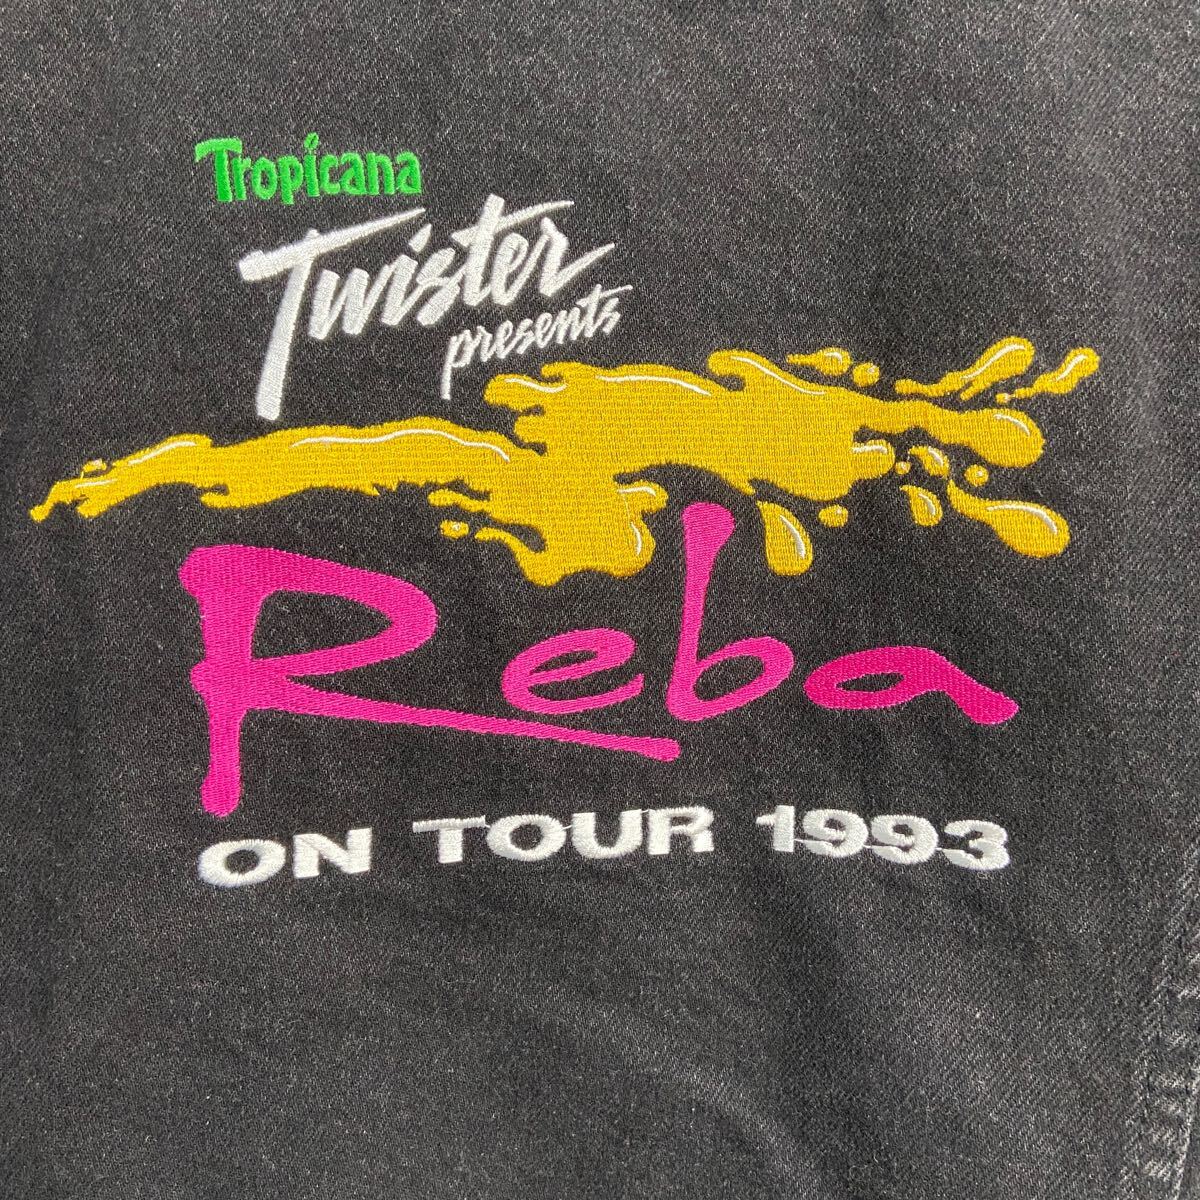 Tropicana
Twister
presents
Reba
ON TOUR 1993